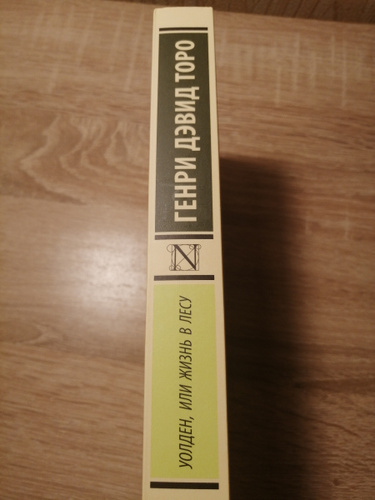 ГЕНРИ ДЭВИД ТОРО
N
УОЛДЕН, ИЛИ ЖИЗНЬ В ЛЕСУ